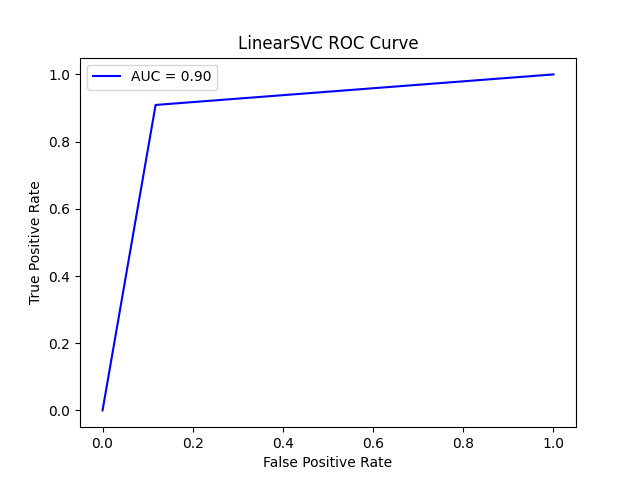 LinearSVC ROC Curve
AUC = 0.90
True Positive Rate
1.0
0.8
0.6
0.4
0.2
0.0
0.0 0.2 0.4 0.6 0.8 1.0
False Positive Rate